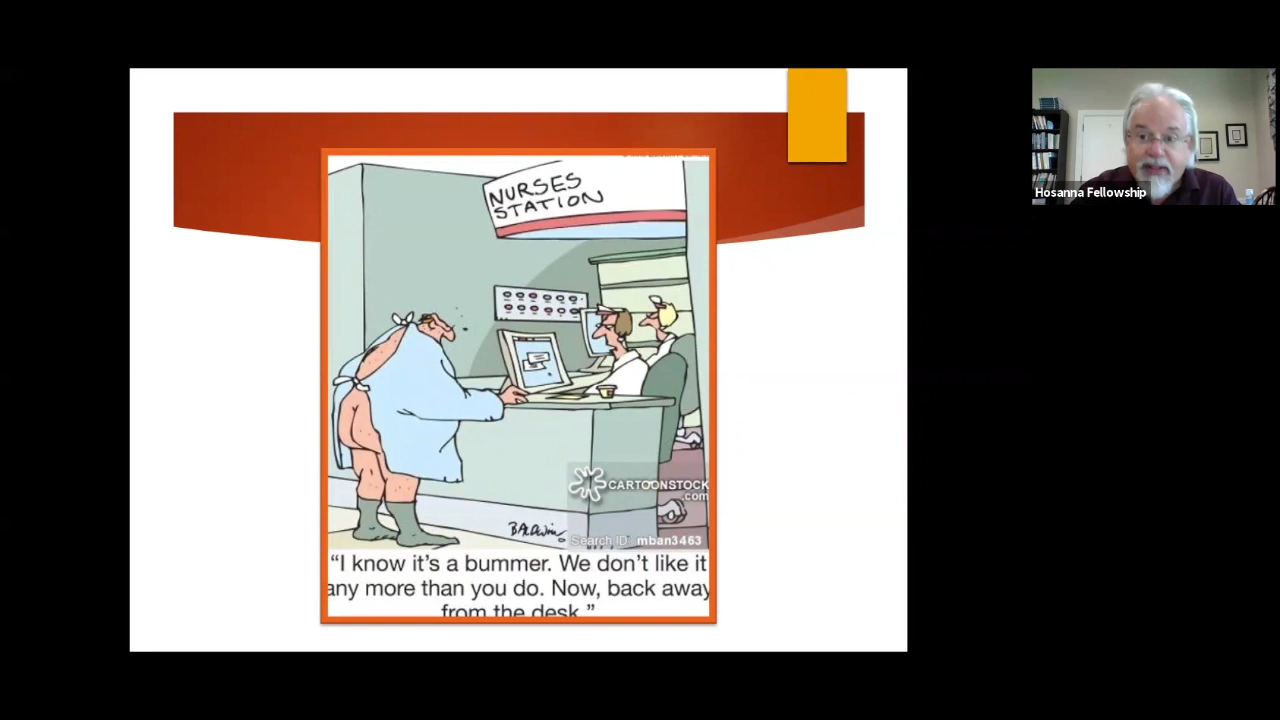 NURSES
STATION
CARTOONSTOCK
.com
BALDWIN
Search ID: mban3463
“I know it’s a bummer. We don’t like it
any more than you do. Now, back away
from the desk.”
Hosanna Fellowship